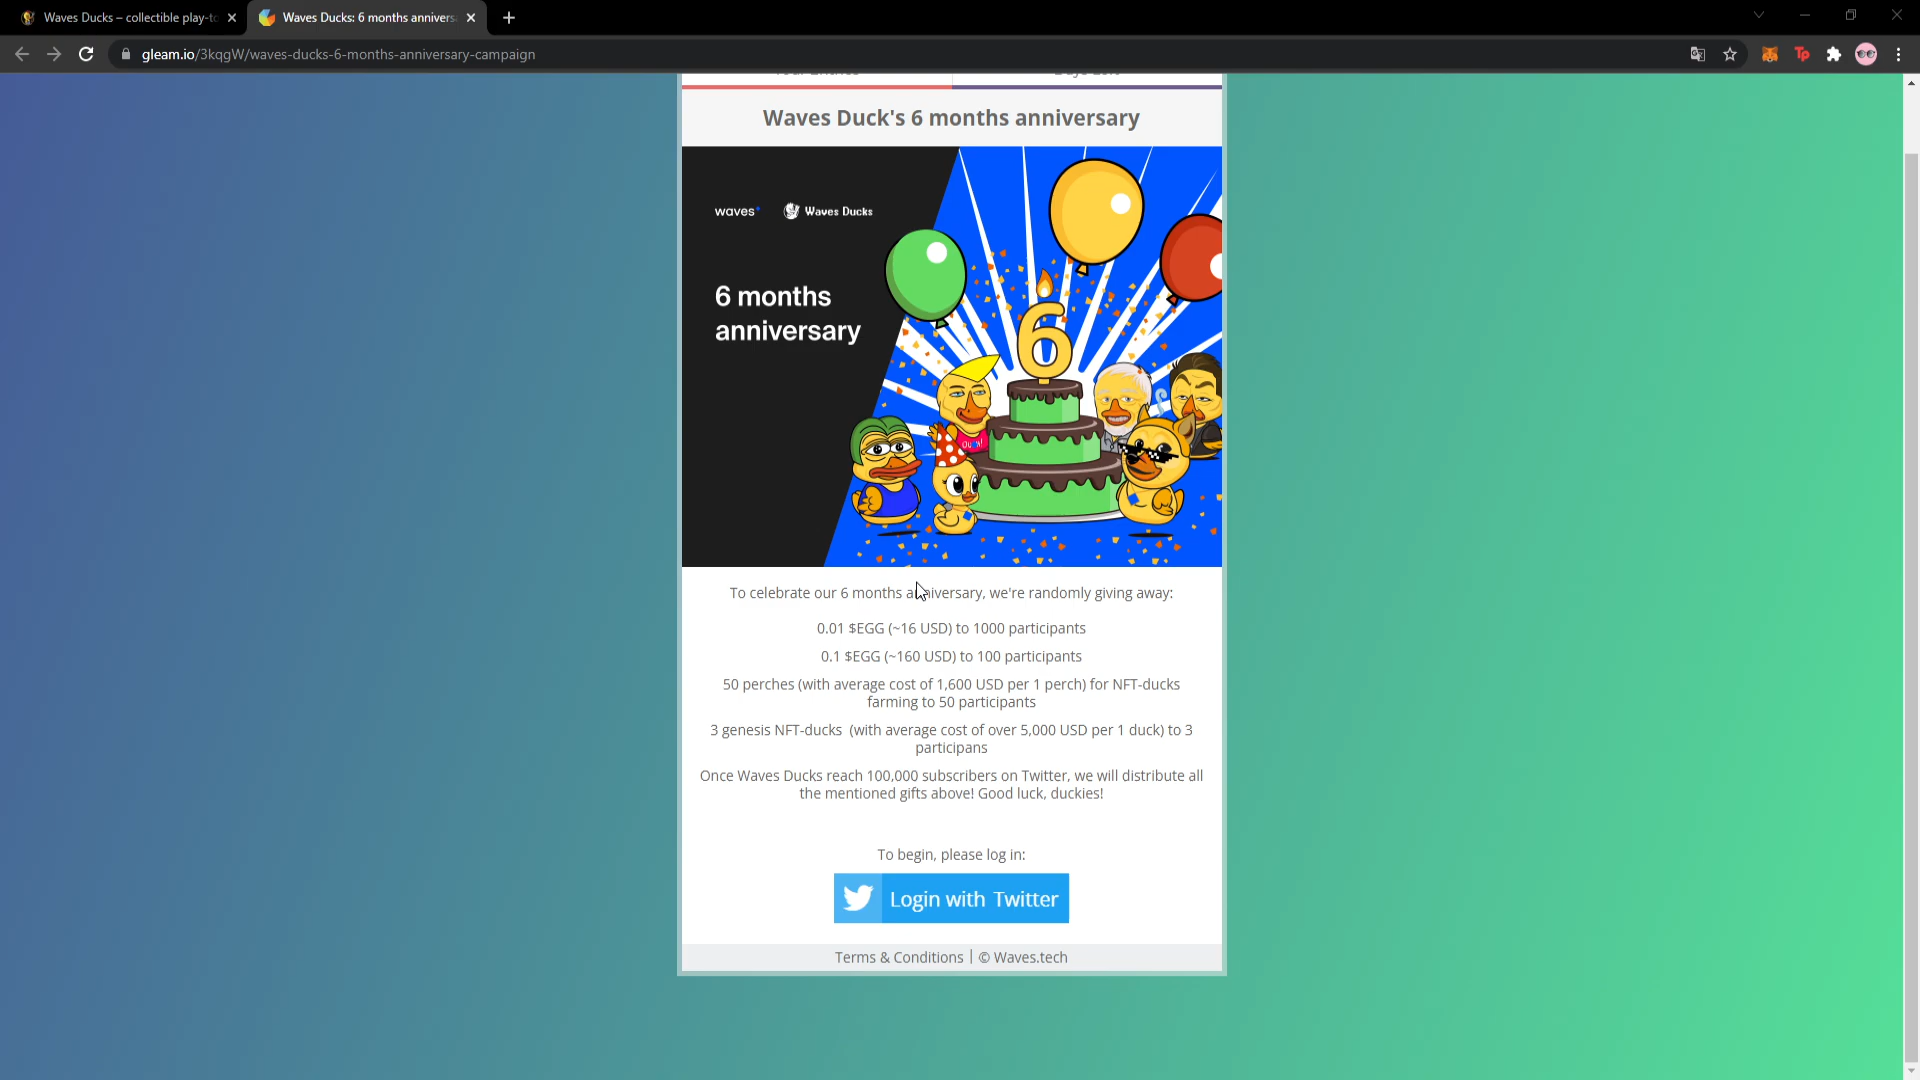 Waves Ducks – collectible play-to
Waves Ducks: 6 months annivers
gleam.io/3kqgW/waves-ducks-6-months-anniversary-campaign
Tp
Your Entries
Days Left
Waves Duck's 6 months anniversary
waves
Waves Ducks
6 months
anniversary
6
To celebrate our 6 months anniversary, we're randomly giving away:
0.01 $EGG (~16 USD) to 1000 participants
0.1 $EGG (~160 USD) to 100 participants
50 perches (with average cost of 1,600 USD per 1 perch) for NFT-ducks
farming to 50 participants
3 genesis NFT-ducks (with average cost of over 5,000 USD per 1 duck) to 3
participans
Once Waves Ducks reach 100,000 subscribers on Twitter, we will distribute all
the mentioned gifts above! Good luck, duckies!
To begin, please log in:
Login with Twitter
Terms & Conditions | © Waves.tech